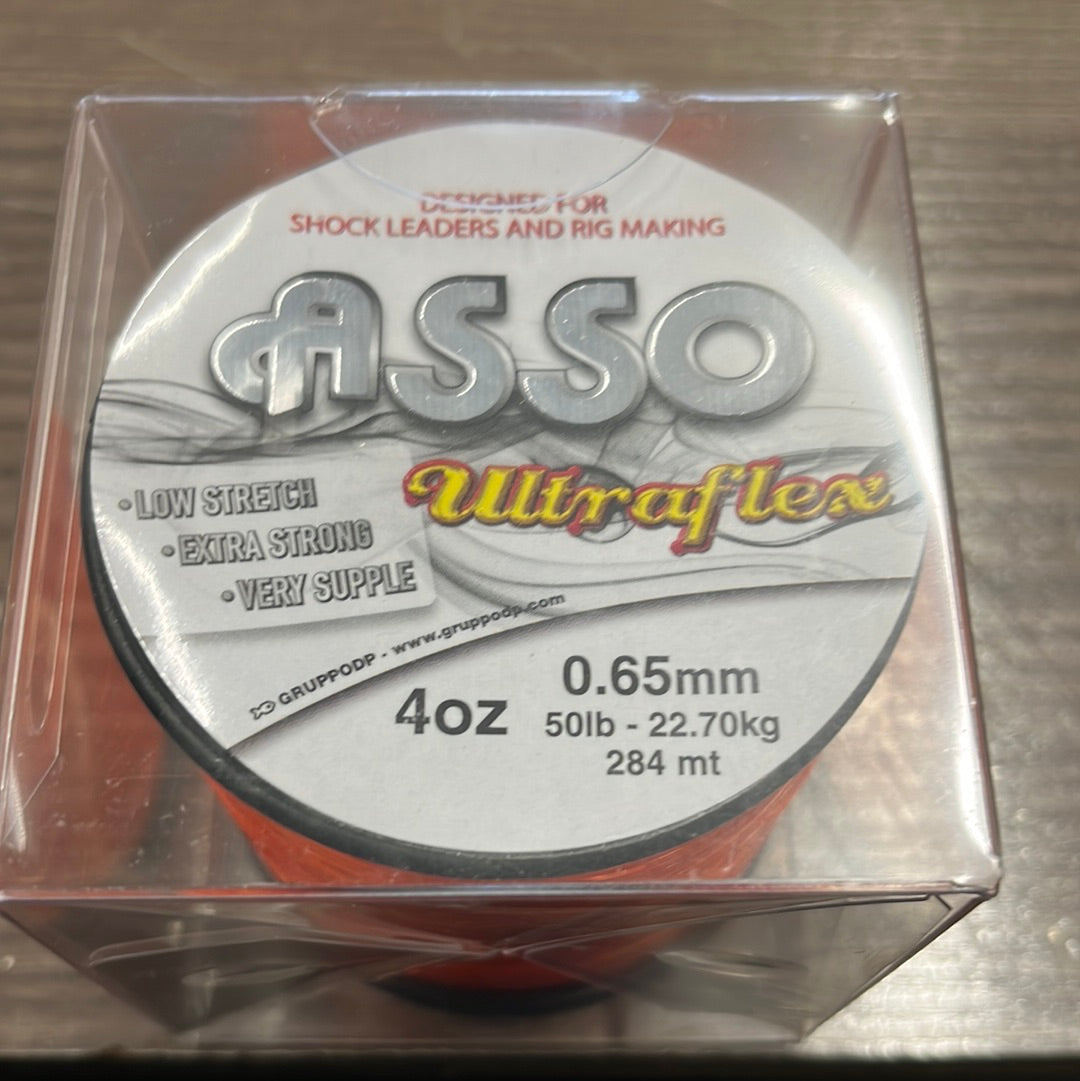 DESIGNED FOR
SHOCK LEADERS AND RIG MAKING
ASSO
Ultraflex
• LOW STRETCH
• EXTRA STRONG
• VERY SUPPLE
GRUPPODP - www.gruppodp.com
4oz
0.65mm
50lb - 22.70kg
284 mt